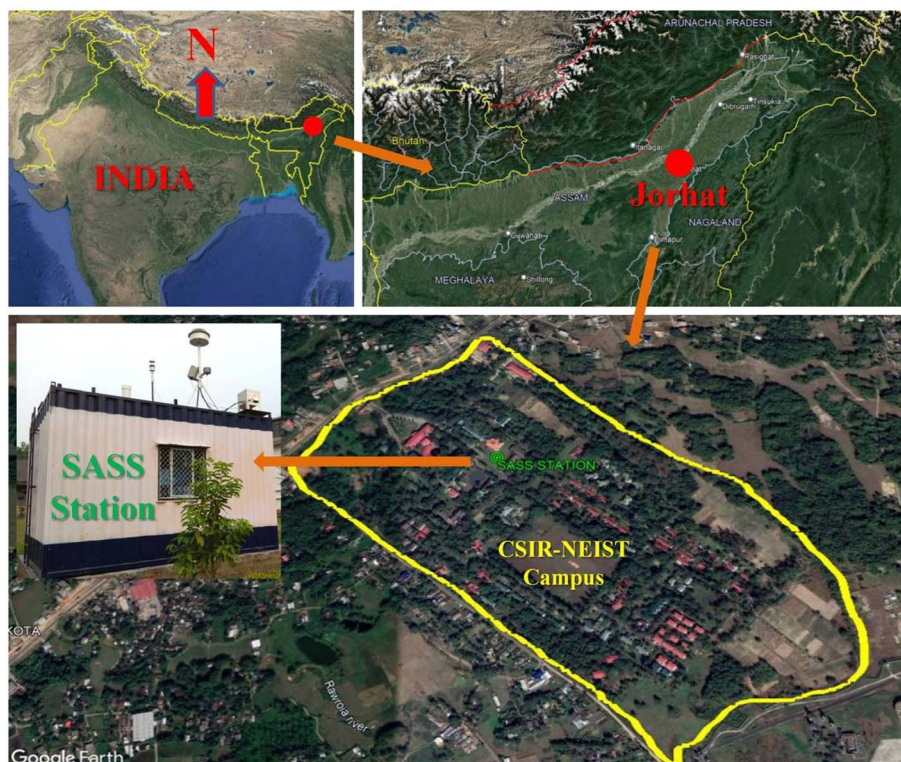 N
INDIA
ARUNACHAL PRADESH
Pasighat
Dibrugarh
Tinsukia
Bhutan
Itanagar
Jorhat
ASSAM
NAGALAND
Guwahati
Dimapur
MEGHALAYA
Shillong
SASS
Station
SASS STATION
CSIR-NEIST
Campus
KOTA
Rawroia river
Google Earth